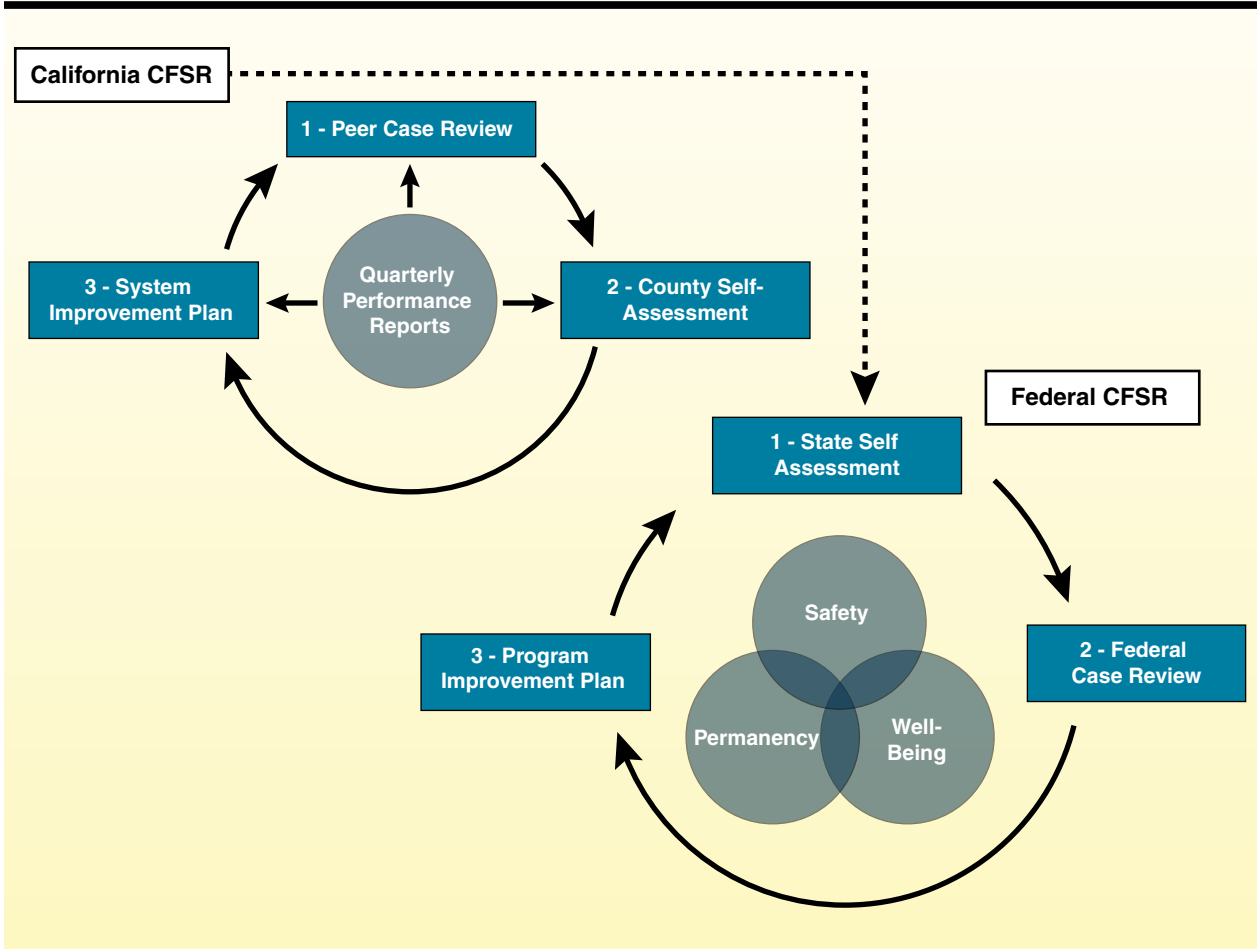 California CFSR
1 - Peer Case Review
Quarterly
Performance
Reports
3 - System
Improvement Plan
2 - County Self-
Assessment
Federal CFSR
1 - State Self
Assessment
Safety
3 - Program
Improvement Plan
2 - Federal
Case Review
Permanency
Well-
Being